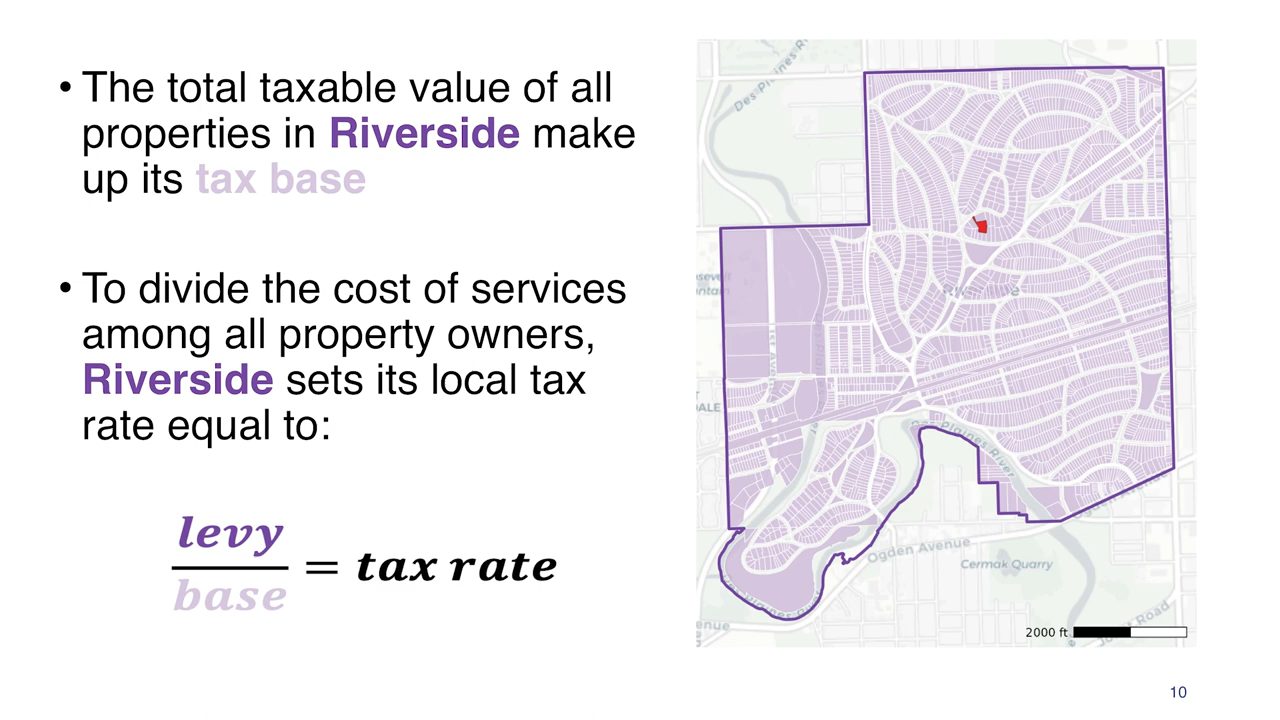 • The total taxable value of all
properties in Riverside make
up its tax base
• To divide the cost of services
among all property owners,
Riverside sets its local tax
rate equal to:
levy
base
= tax rate
Des Plaines R
Riverside
1st Avenue
Des Plaines River
Ogden Avenue
Cermak Quarry
Road
2000 ft
10